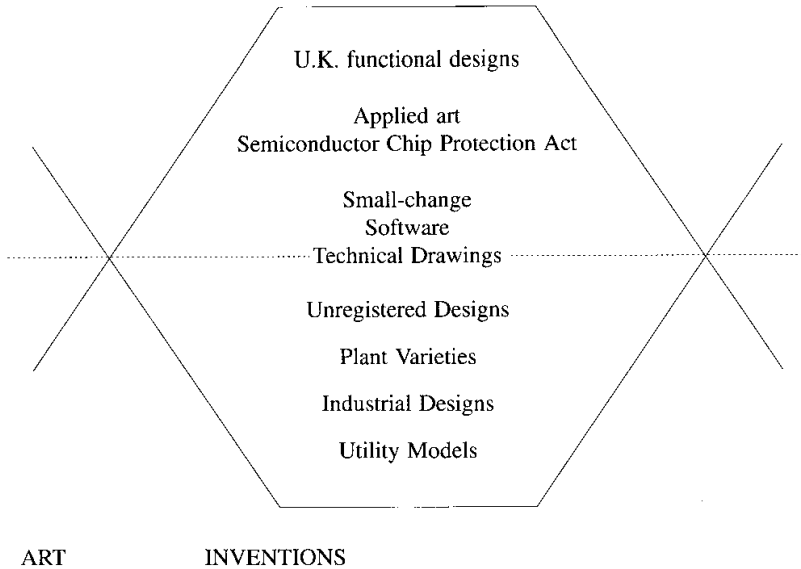 U.K. functional designs
Applied art
Semiconductor Chip Protection Act
Small-change
Software
Technical Drawings
Unregistered Designs
Plant Varieties
Industrial Designs
Utility Models
ART INVENTIONS